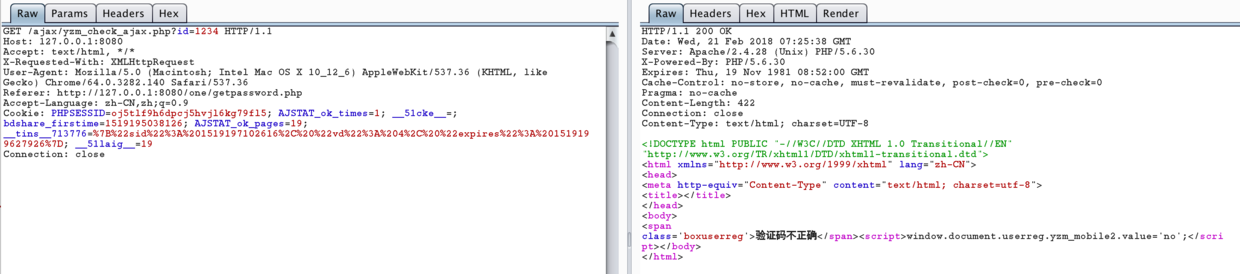 Raw Params Headers Hex
GET /ajax/yzm_check_ajax.php?id=1234 HTTP/1.1
Host: 127.0.0.1:8080
Accept: text/html, */*
X-Requested-With: XMLHttpRequest
User-Agent: Mozilla/5.0 (Macintosh; Intel Mac OS X 10_12_6) AppleWebKit/537.36 (KHTML, like
Gecko) Chrome/64.0.3282.140 Safari/537.36
Referer: http://127.0.0.1:8080/one/getpassword.php
Accept-Language: zh-CN,zh;q=0.9
Cookie: PHPSESSID=oj5t1f9h6dpcj5hvjl6kg79f15; AJSTAT_ok_times=1; __51cke__=;
bdshare_firstime=1519195038126; AJSTAT_ok_pages=19;
__tins__713776=%7B%22sid%22%3A%201519197102616%2C%20%22vd%22%3A%204%2C%20%22expires%22%3A%20151919
9627926%7D; __51laig__=19
Connection: close
Raw Headers Hex HTML Render
HTTP/1.1 200 OK
Date: Wed, 21 Feb 2018 07:25:38 GMT
Server: Apache/2.4.28 (Unix) PHP/5.6.30
X-Powered-By: PHP/5.6.30
Expires: Thu, 19 Nov 1981 08:52:00 GMT
Cache-Control: no-store, no-cache, must-revalidate, post-check=0, pre-check=0
Pragma: no-cache
Content-Length: 422
Connection: close
Content-Type: text/html; charset=UTF-8
<!DOCTYPE html PUBLIC "-//W3C//DTD XHTML 1.0 Transitional//EN"
"http://www.w3.org/TR/xhtml1/DTD/xhtml1-transitional.dtd">
<html xmlns="http://www.w3.org/1999/xhtml" lang="zh-CN">
<head>
<meta http-equiv="Content-Type" content="text/html; charset=utf-8">
<title></title>
</head>
<body>
<span
class='boxuserreg'>验证码不正确</span><script>window.document.userreg.yzm_mobile2.value='no';</scri
pt></body>
</html>